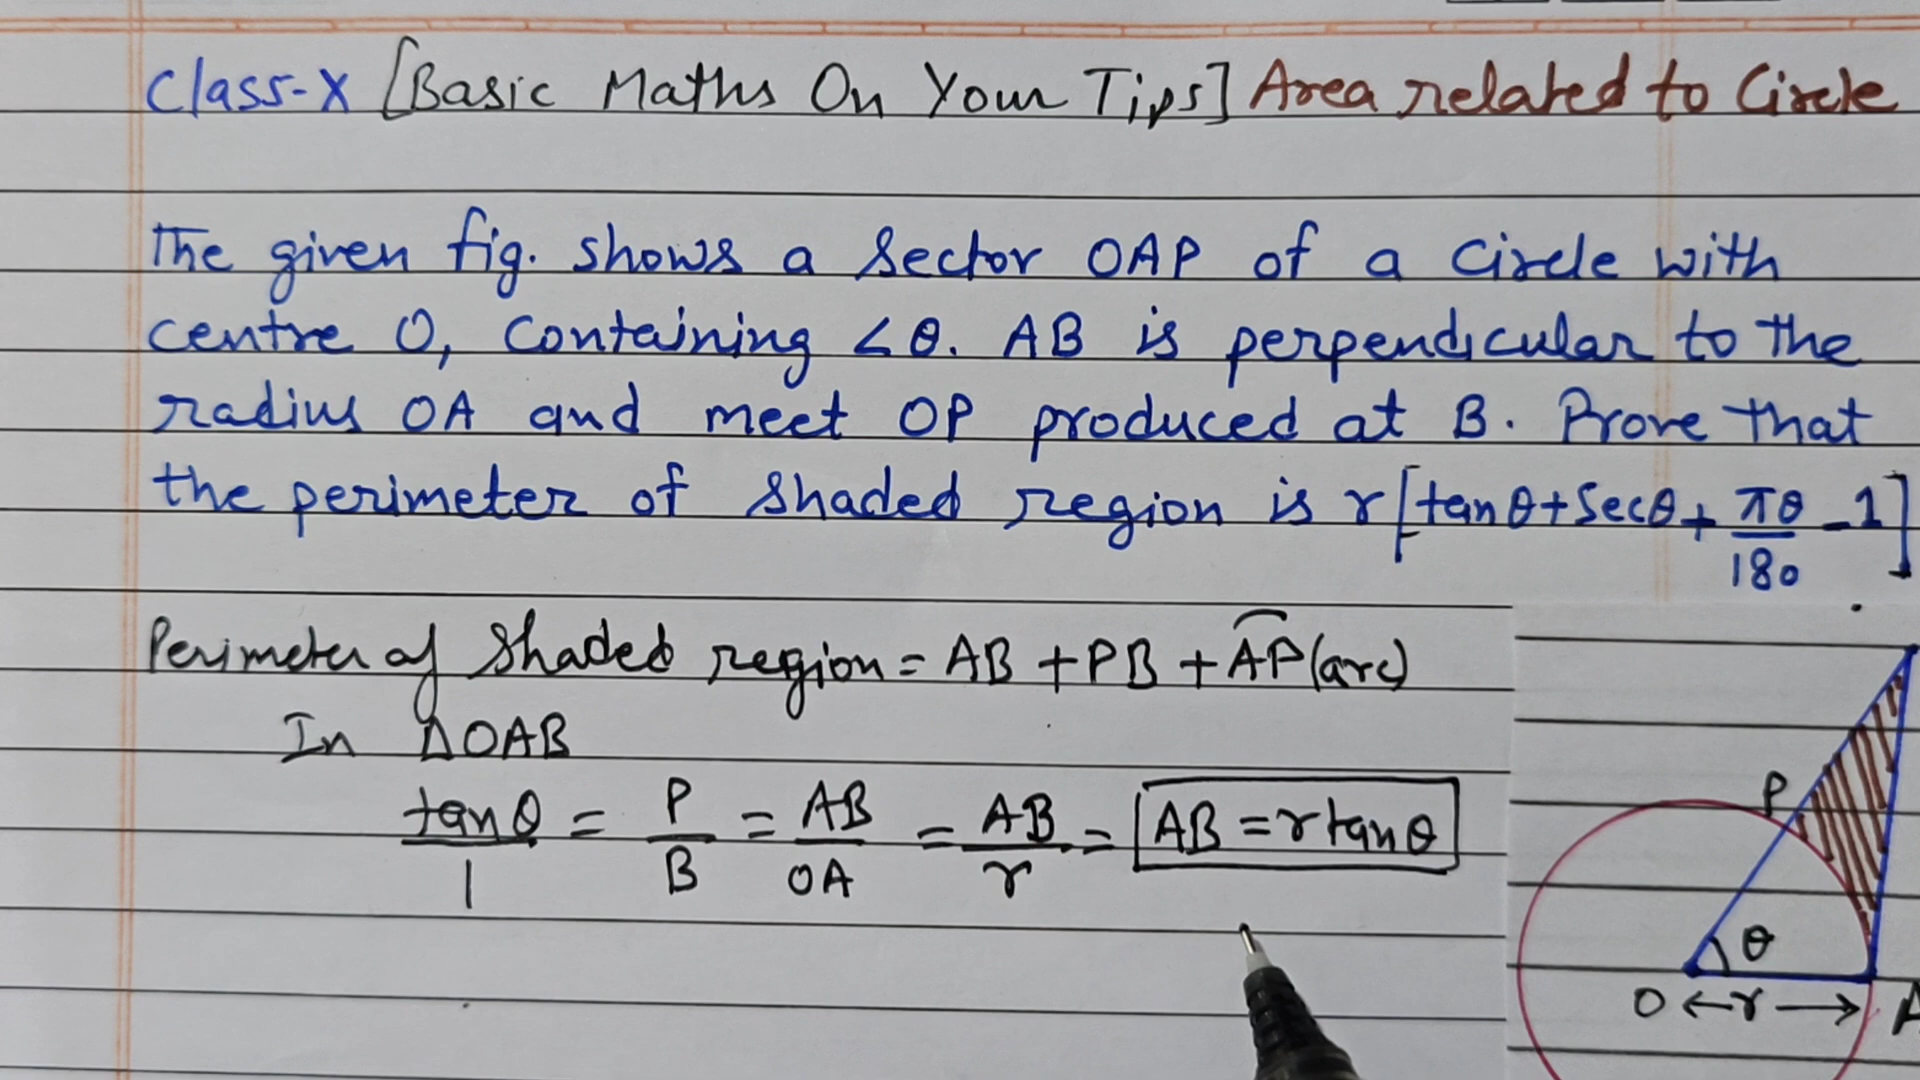 Class-X [Basic Maths On Your Tips] Area related to Circle
The given fig. shows a sector OAP of a circle with
centre O, containing ∠θ. AB is perpendicular to the
radius OA and meet OP produced at B. Prove that
the perimeter of shaded region is r[tanθ+secθ+ πθ/180 -1]
Perimeter of shaded region = AB + PB + A͡P (arc)
In ΔOAB
tanθ/1 = P/B = AB/OA = AB/r = AB = r tanθ
P
θ
O ←r→ A